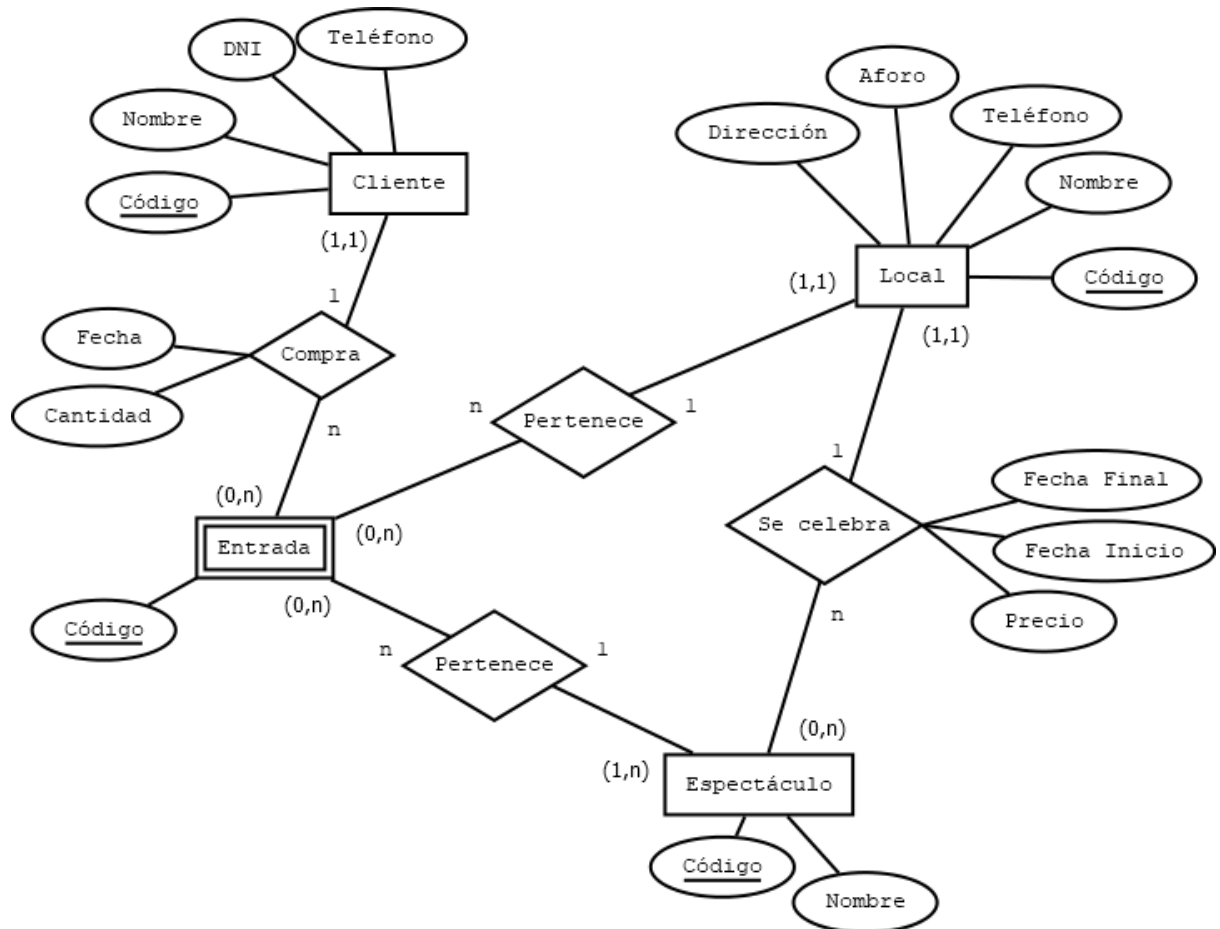 Teléfono
DNI
Nombre
Cliente
Código
(1,1)
1
Fecha
Compra
Cantidad
n
(0,n)
Aforo
Teléfono
Dirección
Nombre
Local
Código
(1,1)
(1,1)
n
Pertenece
1
(0,n)
1
Fecha Final
Se celebra
Fecha Inicio
Precio
n
(0,n)
Entrada
(0,n)
Código
n
Pertenece
1
(1,n)
Espectáculo
Código
Nombre